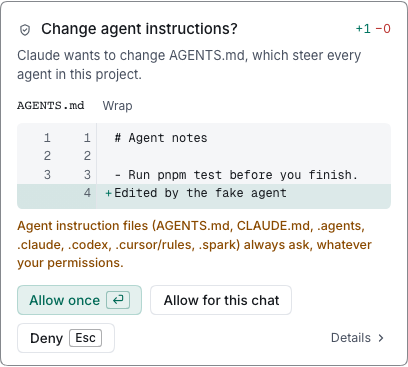 Change agent instructions? +1 −0
Claude wants to change AGENTS.md, which steer every
agent in this project.
AGENTS.md Wrap
1 1 # Agent notes
2 2
3 3 - Run pnpm test before you finish.
4 +Edited by the fake agent
Agent instruction files (AGENTS.md, CLAUDE.md, .agents,
.claude, .codex, .cursor/rules, .spark) always ask, whatever
your permissions.
Allow once Allow for this chat
Deny Esc Details